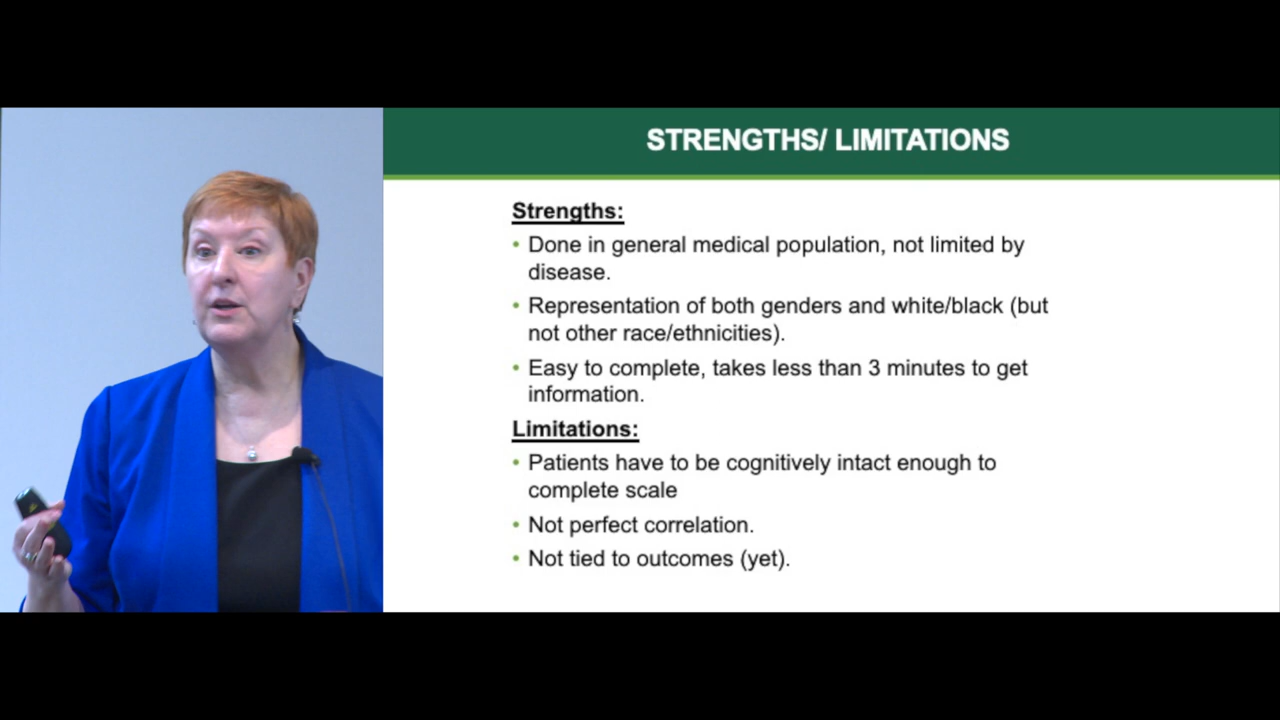 STRENGTHS/ LIMITATIONS
Strengths:
• Done in general medical population, not limited by
disease.
• Representation of both genders and white/black (but
not other race/ethnicities).
• Easy to complete, takes less than 3 minutes to get
information.
Limitations:
• Patients have to be cognitively intact enough to
complete scale
• Not perfect correlation.
• Not tied to outcomes (yet).